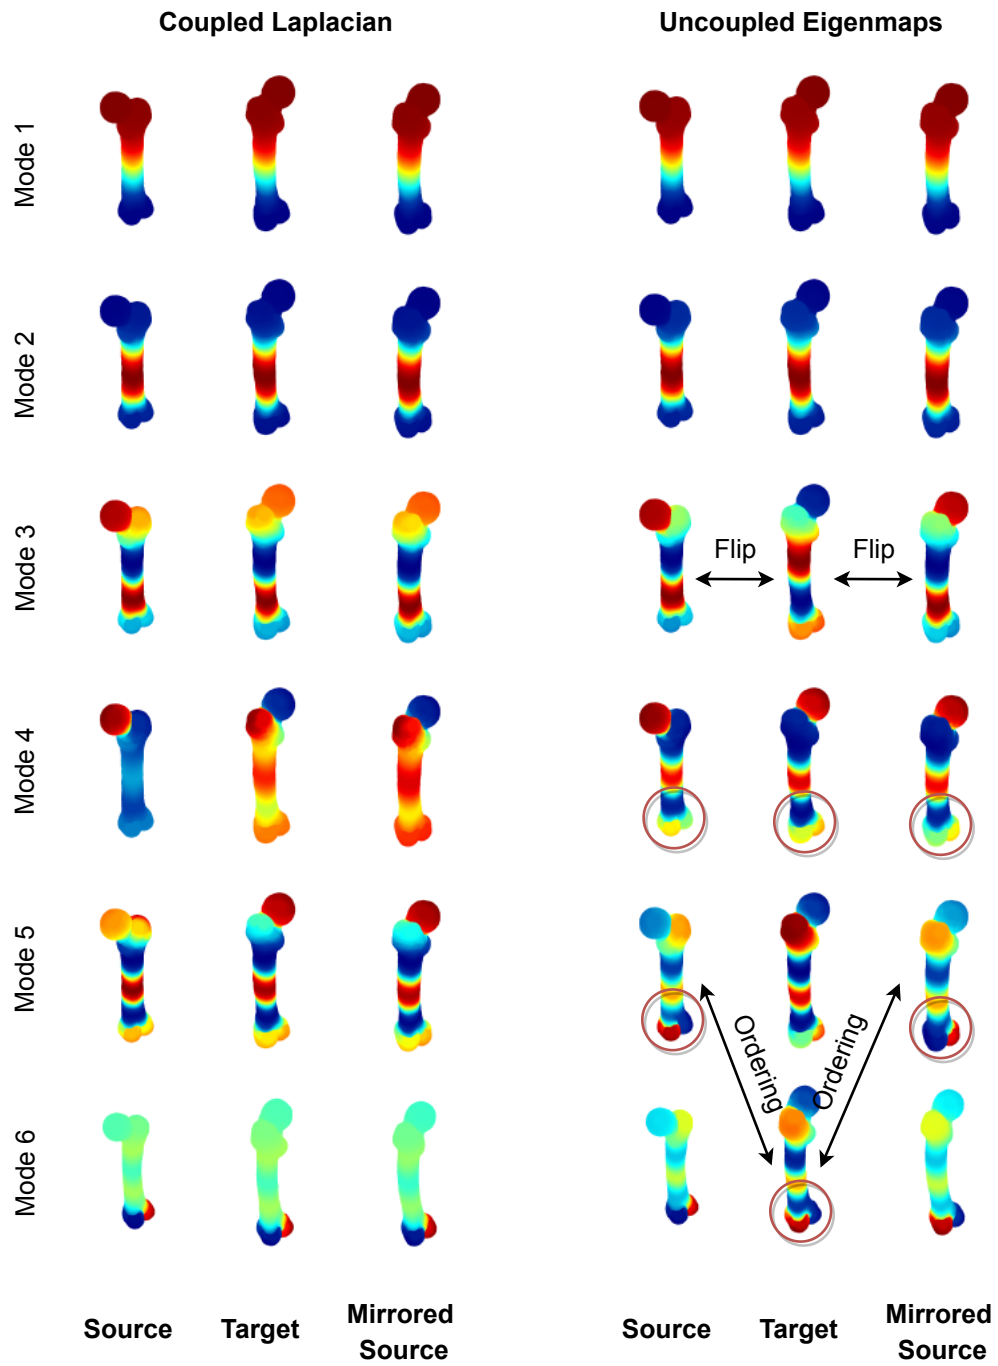 Coupled Laplacian
Uncoupled Eigenmaps
Mode 1
Mode 2
Mode 3
Flip
Flip
Mode 4
Mode 5
Ordering
Ordering
Mode 6
Source
Target
Mirrored
Source
Source
Target
Mirrored
Source